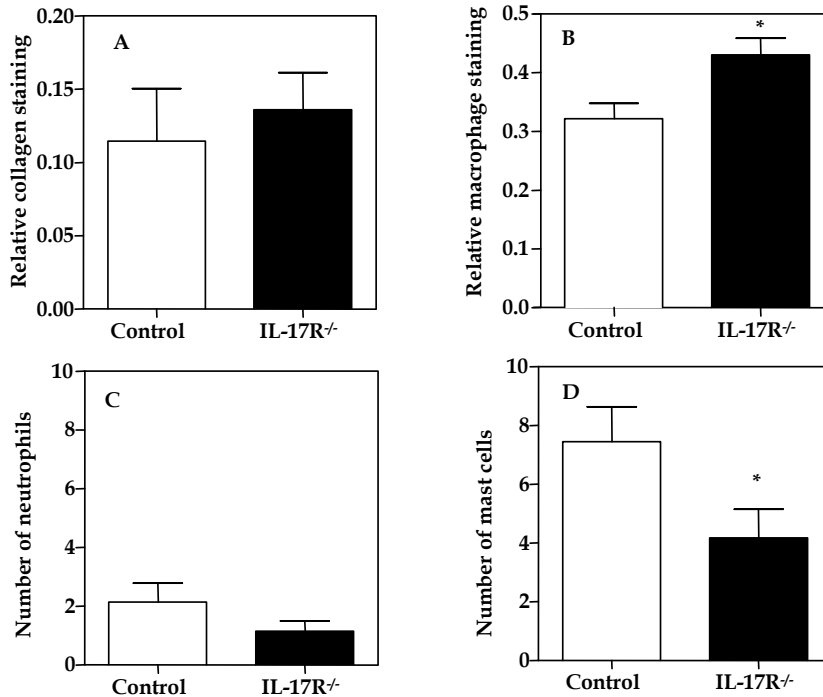 A
Relative collagen staining
0.20
0.15
0.10
0.05
0.00
Control IL-17R-/-
B
*
Relative macrophage staining
0.5
0.4
0.3
0.2
0.1
0.0
Control IL-17R-/-
C
Number of neutrophils
10
8
6
4
2
0
Control IL-17R-/-
D
*
Number of mast cells
10
8
6
4
2
0
Control IL-17R-/-